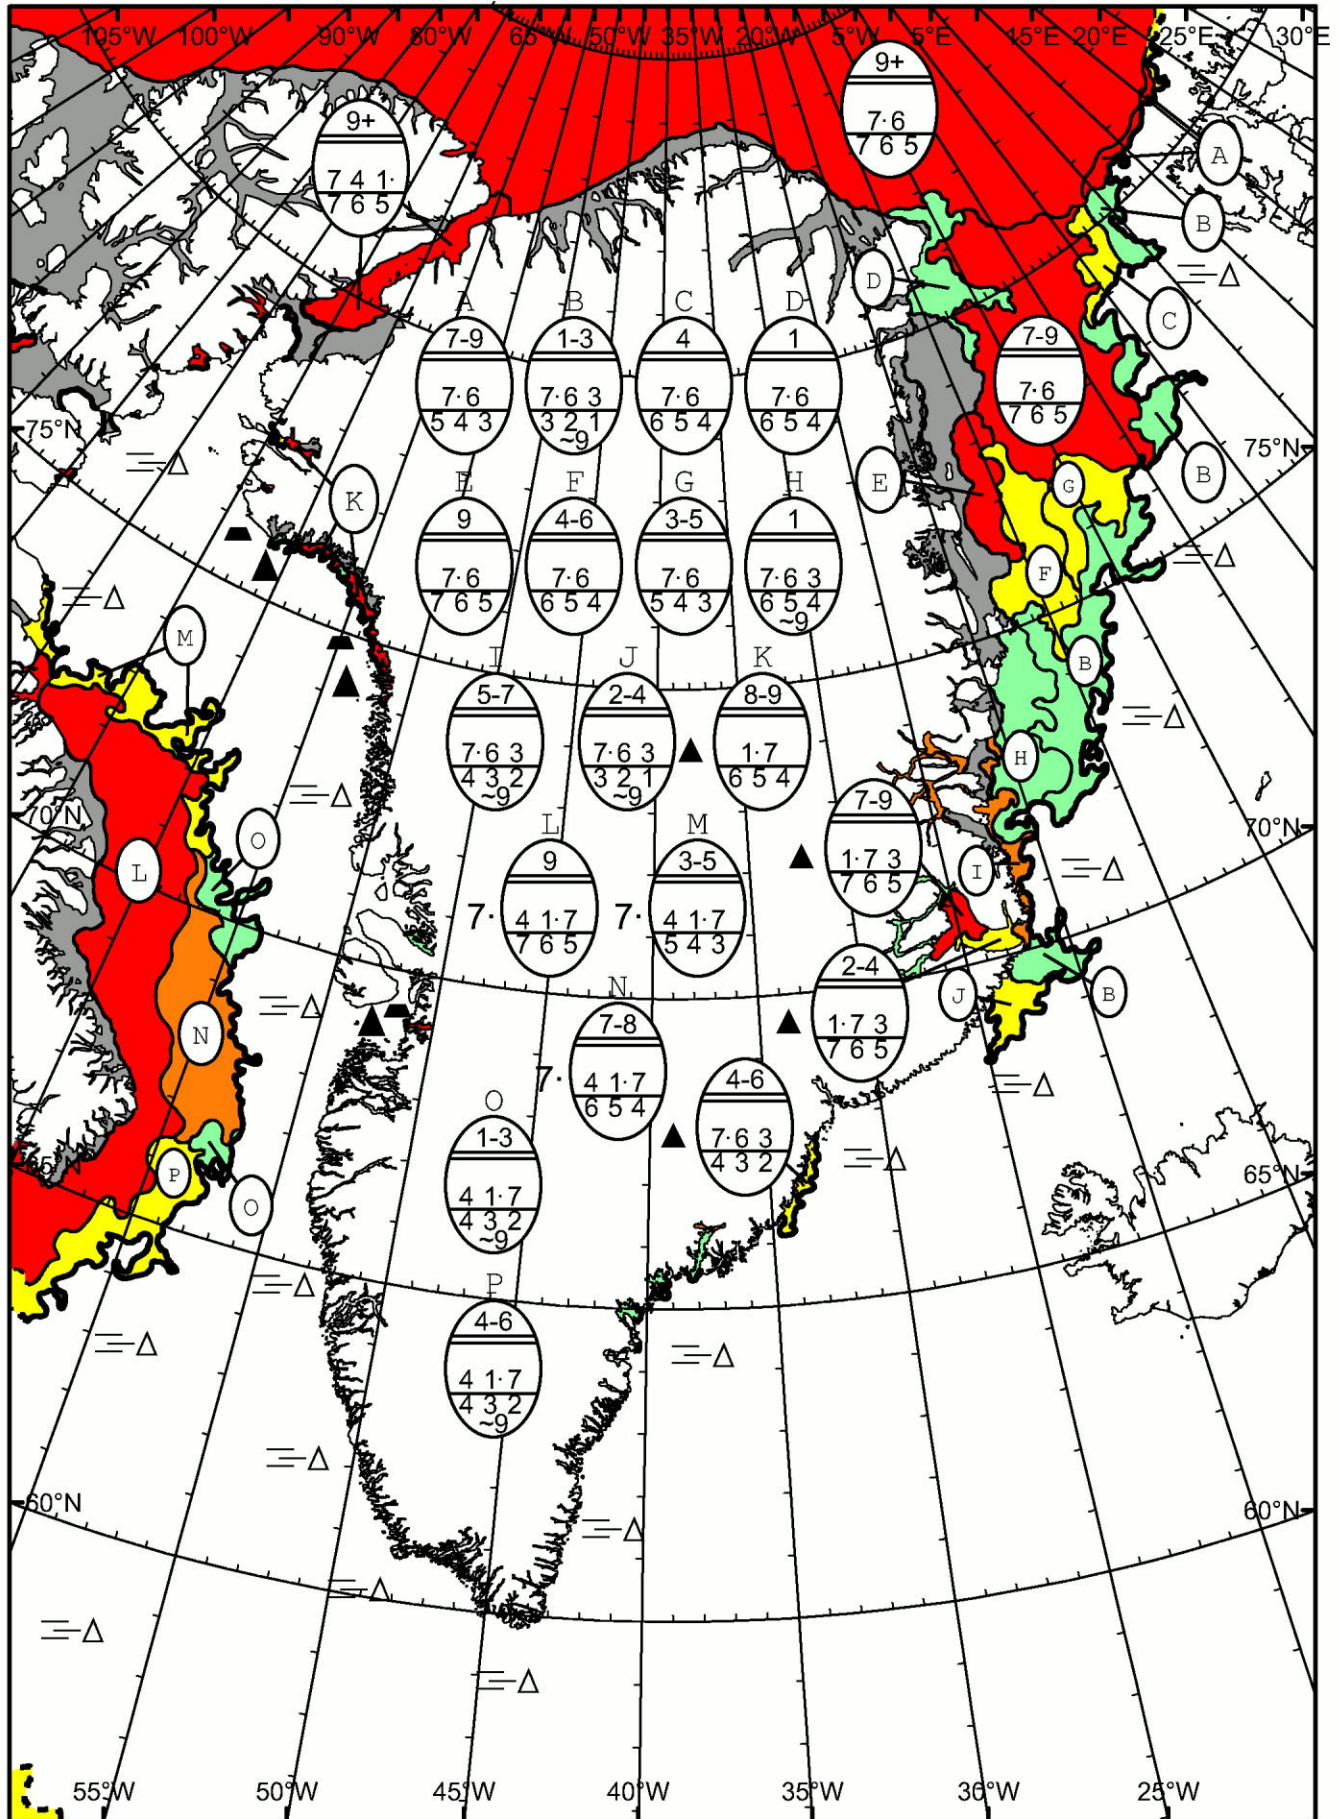 105°W 100°W 90°W 80°W 65°W 50°W 35°W 20°W 5°W 5°E 15°E 20°E 25°E 30°E
9+
7· 6
7 6 5
9+
7 4 1·
7 6 5
A
B
D
C
A B C D
7-9 1-3 4 1
7· 6 7· 6 3 7· 6 7· 6
5 4 3 3 2 1 6 5 4 6 5 4
~9
7-9
7· 6
7 6 5
75°N 75°N
B
K
E
G
E F G H
9 4-6 3-5 1
7· 6 7· 6 7· 6 7· 6 3
7 6 5 6 5 4 5 4 3 6 5 4
~9
F
M
B
I J K
5-7 2-4 8-9
7· 6 3 7· 6 3 1· 7
4 3 2 3 2 1 6 5 4
~9 ~9
H
70°N 70°N
7-9
1· 7 3
7 6 5
O
L
I
L M
9 3-5
7· 4 1· 7 7· 4 1· 7
7 6 5 5 4 3
2-4
1· 7 3
7 6 5
J
B
N
N
7-8
7· 4 1· 7
6 5 4
4-6
7· 6 3
4 3 2
O
1-3
4 1· 7
4 3 2
~9
65°N 65°N
P
O
P
4-6
4 1· 7
4 3 2
~9
60°N 60°N
55°W 50°W 45°W 40°W 35°W 30°W 25°W